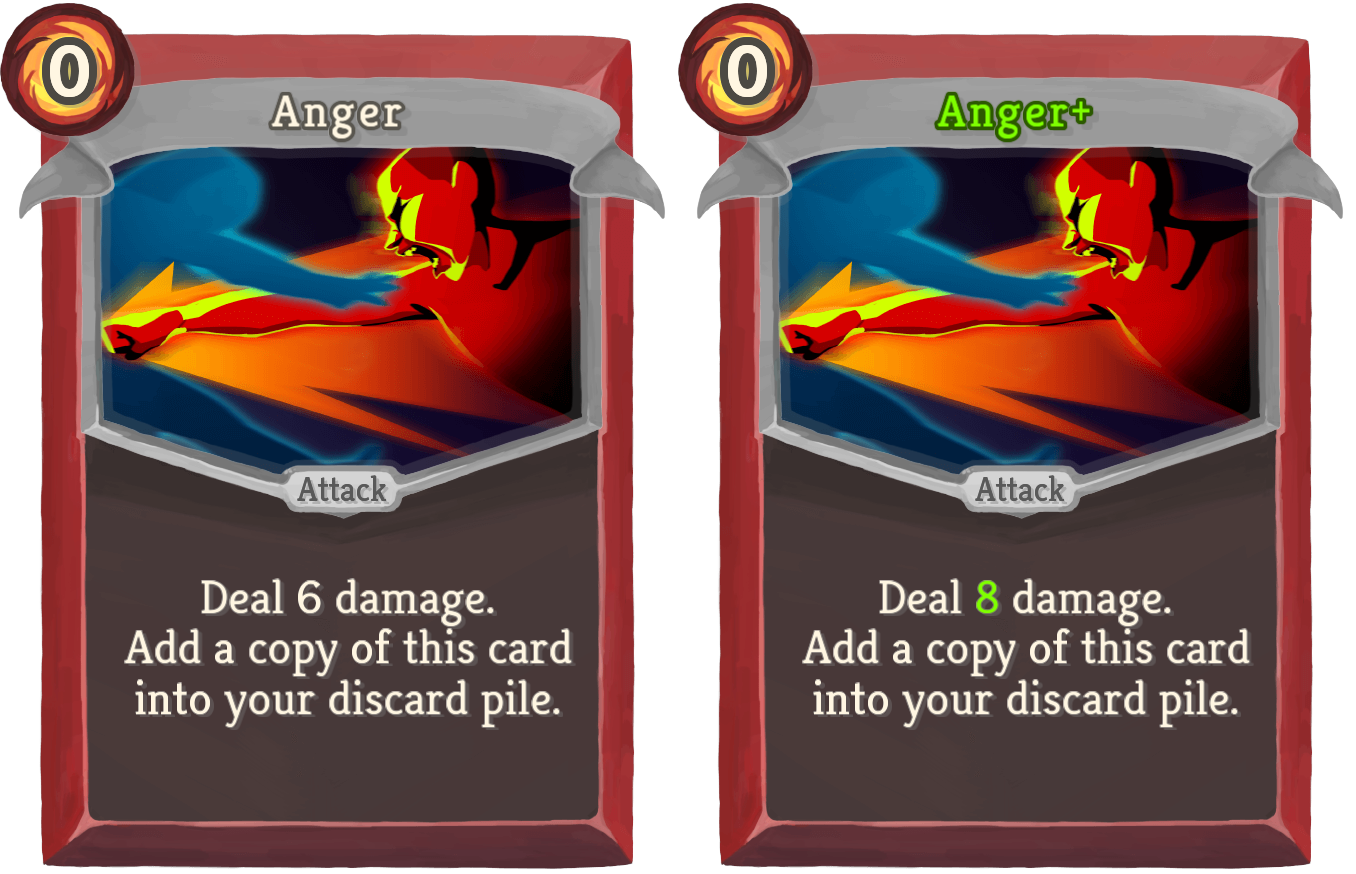 0
Anger
Attack
Deal 6 damage.
Add a copy of this card
into your discard pile.
0
Anger+
Attack
Deal 8 damage.
Add a copy of this card
into your discard pile.